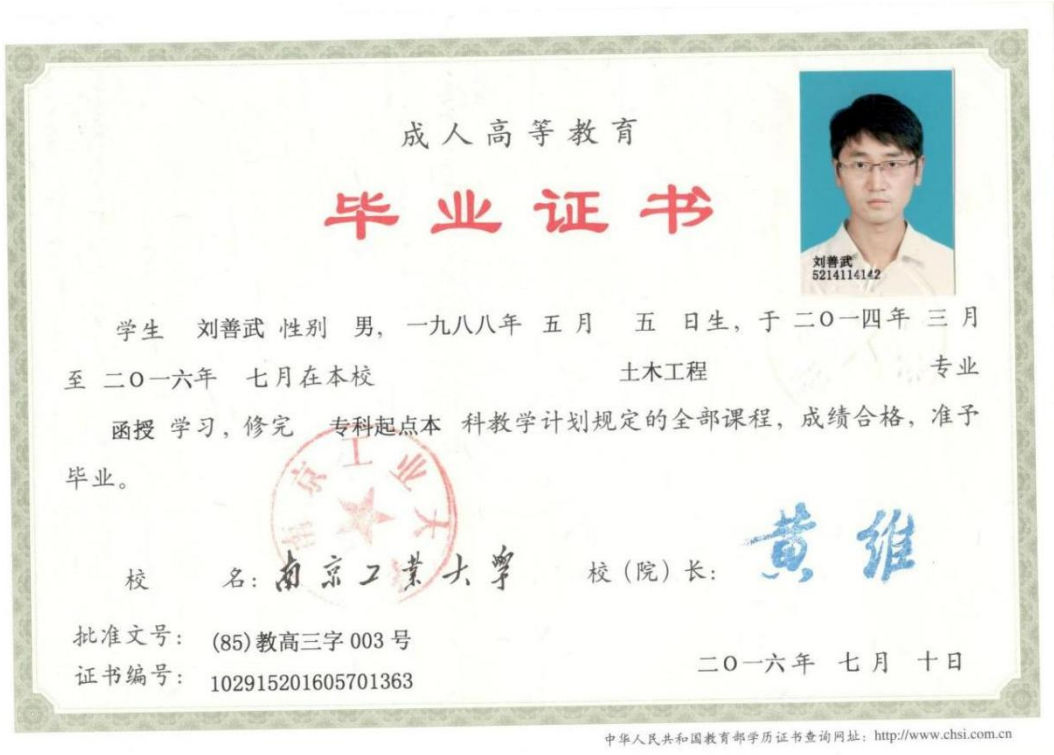 成人高等教育
毕业证书
刘善武
5214114142
学生 刘善武 性别 男, 一九八八年 五 月 五 日生, 于 二〇一四年 三 月
至 二〇一六年 七 月在本校 土木工程 专业
函授 学习, 修完 专科起点本 科教学计划规定的全部课程, 成绩合格, 准予
毕业。
南京工业大学
校 名: 南京工业大学 校(院)长: 黄维
批准文号: (85)教高三字 003 号
证书编号: 102915201605701363
二〇一六年 七 月 十 日
中华人民共和国教育部学历证书查询网址: http://www.chsi.com.cn